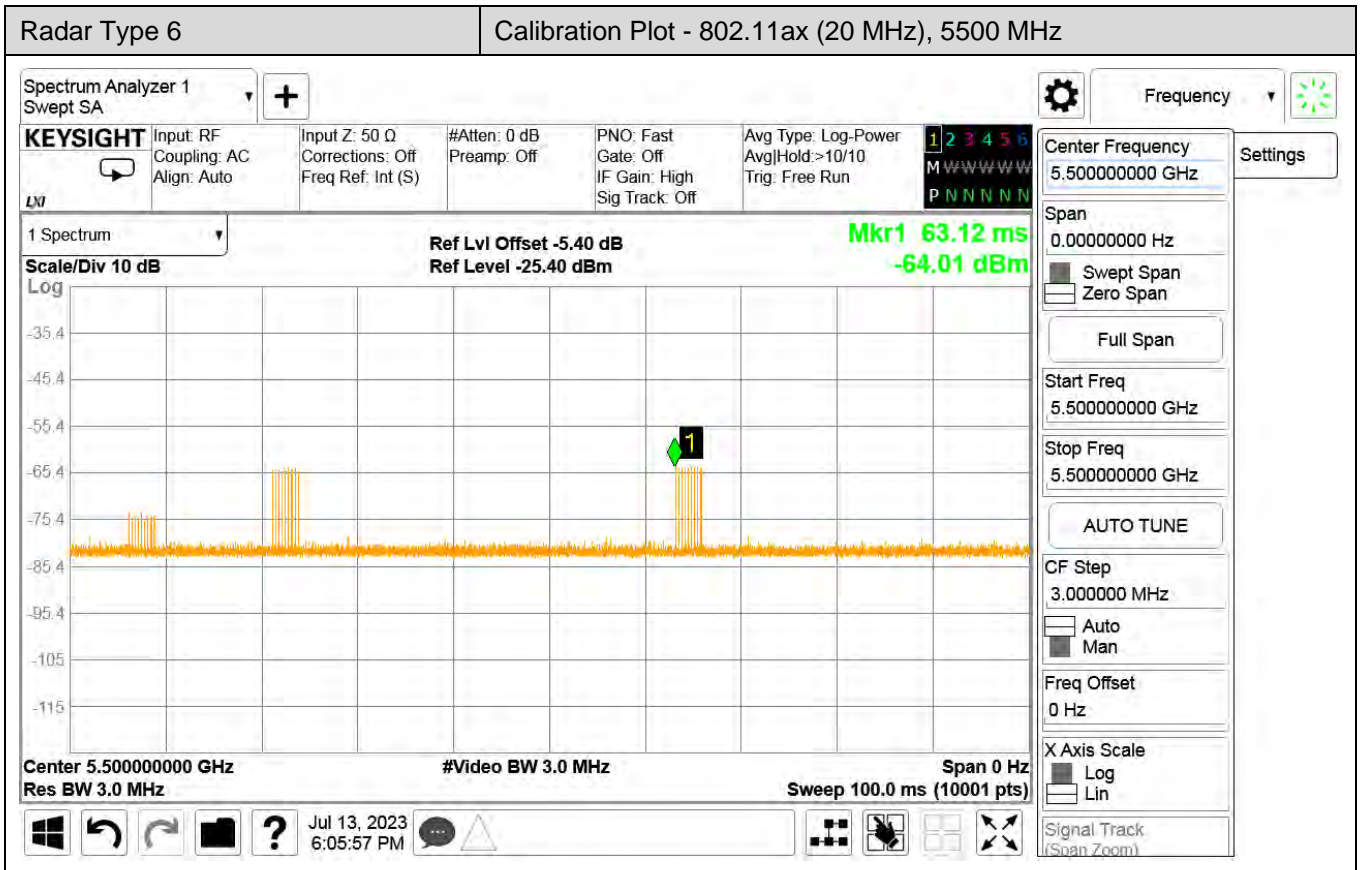 Radar Type 6
Calibration Plot - 802.11ax (20 MHz), 5500 MHz
Spectrum Analyzer 1
Swept SA
+
Frequency
KEYSIGHT
LXI
Input: RF
Coupling: AC
Align: Auto
Input Z: 50 Ω
Corrections: Off
Freq Ref: Int (S)
#Atten: 0 dB
Preamp: Off
PNO: Fast
Gate: Off
IF Gain: High
Sig Track: Off
Avg Type: Log-Power
Avg|Hold:>10/10
Trig: Free Run
1 2 3 4 5 6
M W W W W W
P N N N N N
1 Spectrum
Scale/Div 10 dB
Ref Lvl Offset -5.40 dB
Ref Level -25.40 dBm
Mkr1 63.12 ms
-64.01 dBm
Log
-35.4
-45.4
-55.4
-65.4
-75.4
-85.4
-95.4
-105
-115
1
Center 5.500000000 GHz
#Video BW 3.0 MHz
Span 0 Hz
Res BW 3.0 MHz
Sweep 100.0 ms (10001 pts)
?
Jul 13, 2023
6:05:57 PM
Settings
Center Frequency
5.500000000 GHz
Span
0.00000000 Hz
Swept Span
Zero Span
Full Span
Start Freq
5.500000000 GHz
Stop Freq
5.500000000 GHz
AUTO TUNE
CF Step
3.000000 MHz
Auto
Man
Freq Offset
0 Hz
X Axis Scale
Log
Lin
Signal Track
(Span Zoom)